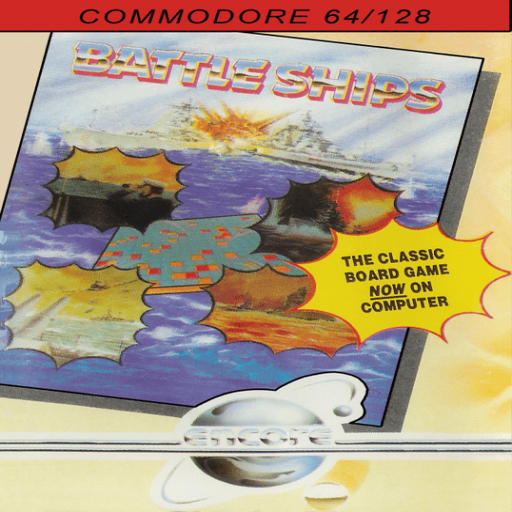 COMMODORE 64/128
BATTLE SHIPS
THE CLASSIC
BOARD GAME
NOW ON
COMPUTER
encore